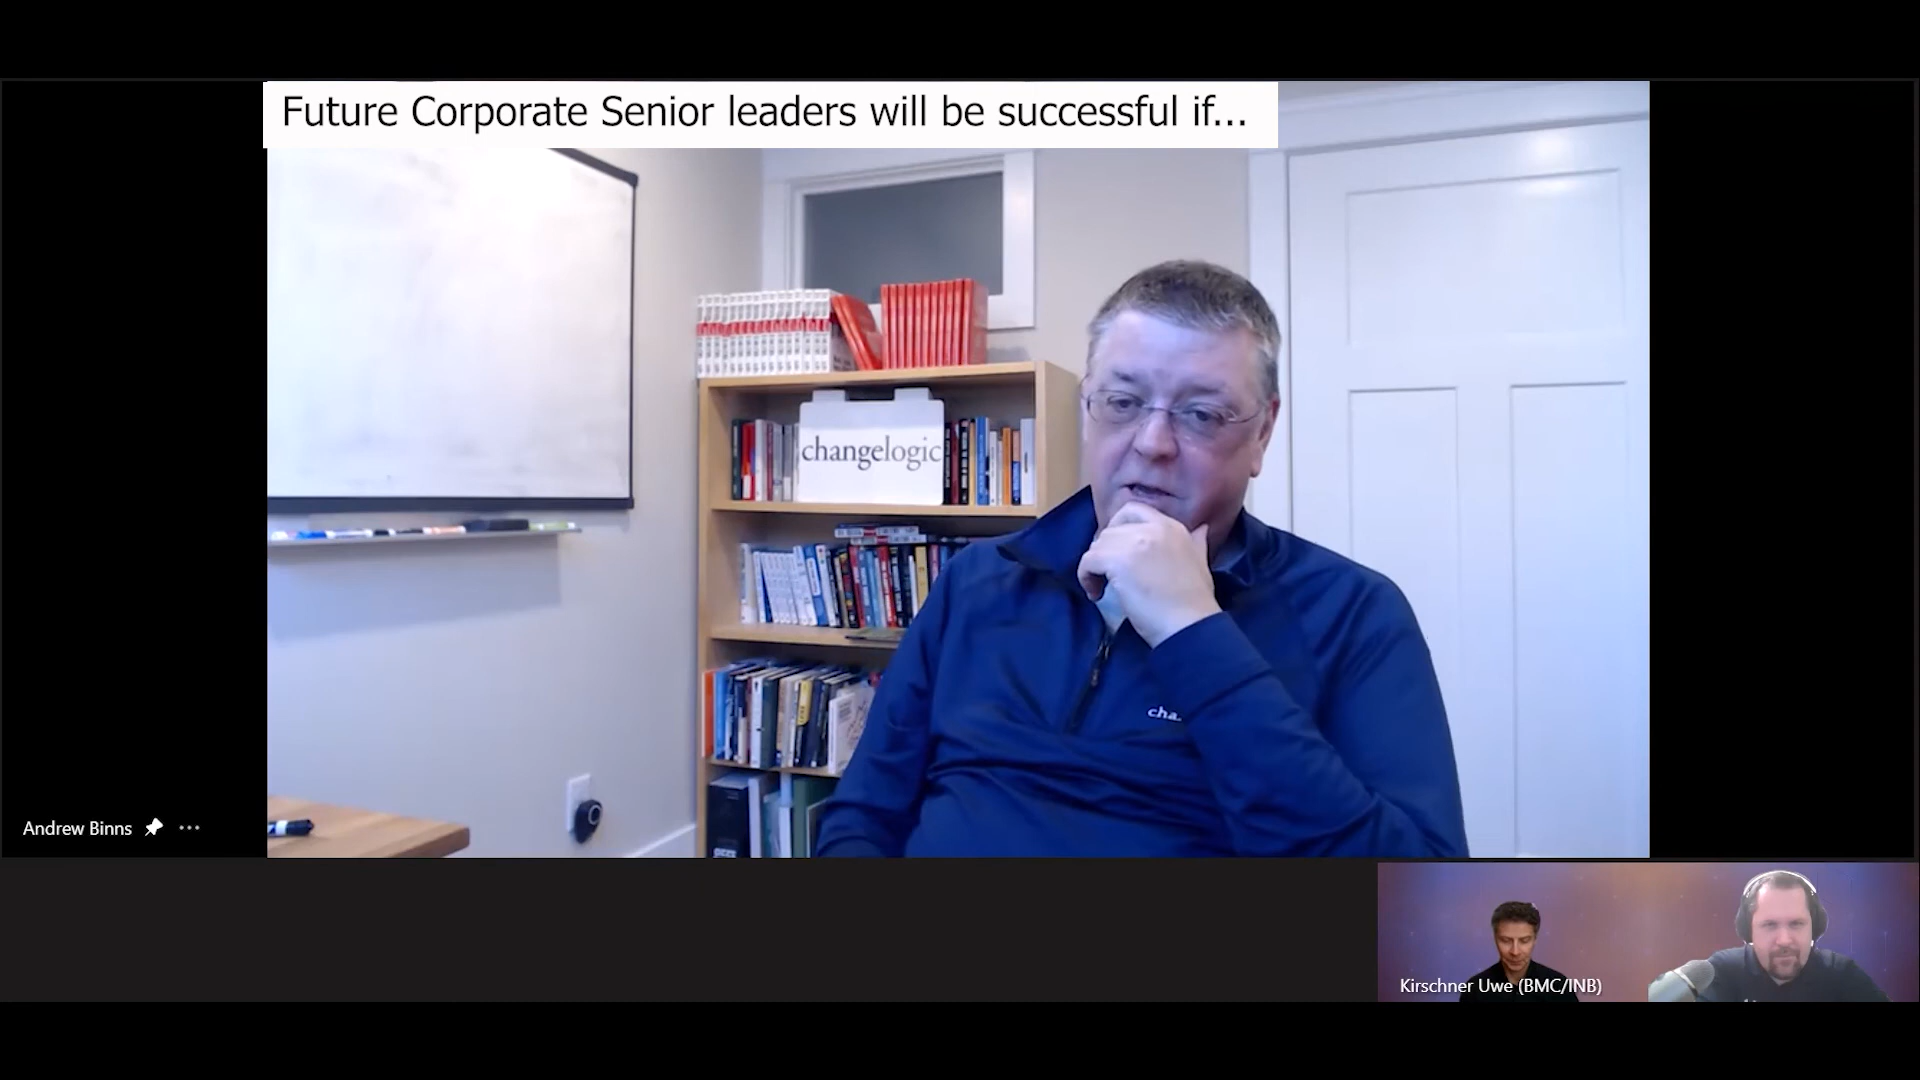 Future Corporate Senior leaders will be successful if...
changelogic
cha
Andrew Binns
Kirschner Uwe (BMC/INB)